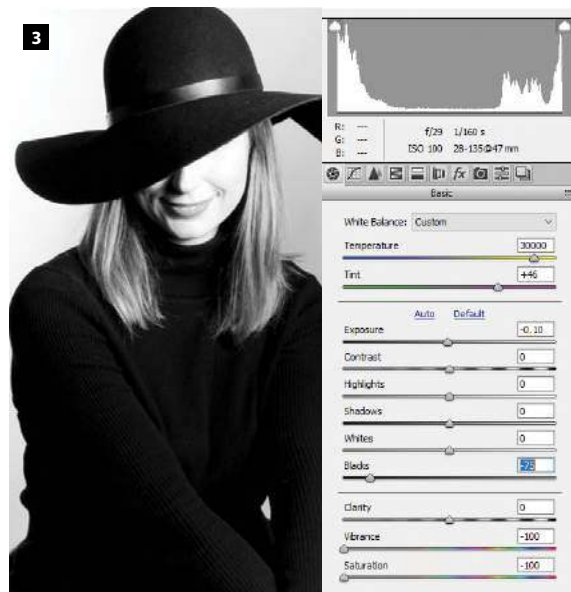 3
R: ---
G: ---
B: ---
f/29 1/160 s
ISO 100 28-135@47 mm
fx
Basic
White Balance: Custom
Temperature 30000
Tint +46
Auto Default
Exposure -0.10
Contrast 0
Highlights 0
Shadows 0
Whites 0
Blacks -75
Clarity 0
Vibrance -100
Saturation -100